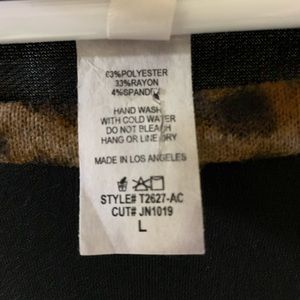 63%POLYESTER
33%RAYON
4%SPANDEX
HAND WASH
WITH COLD WATER
DO NOT BLEACH
HANG OR LINE DRY
MADE IN LOS ANGELES
STYLE# T2627-AC
CUT# JN1019
L